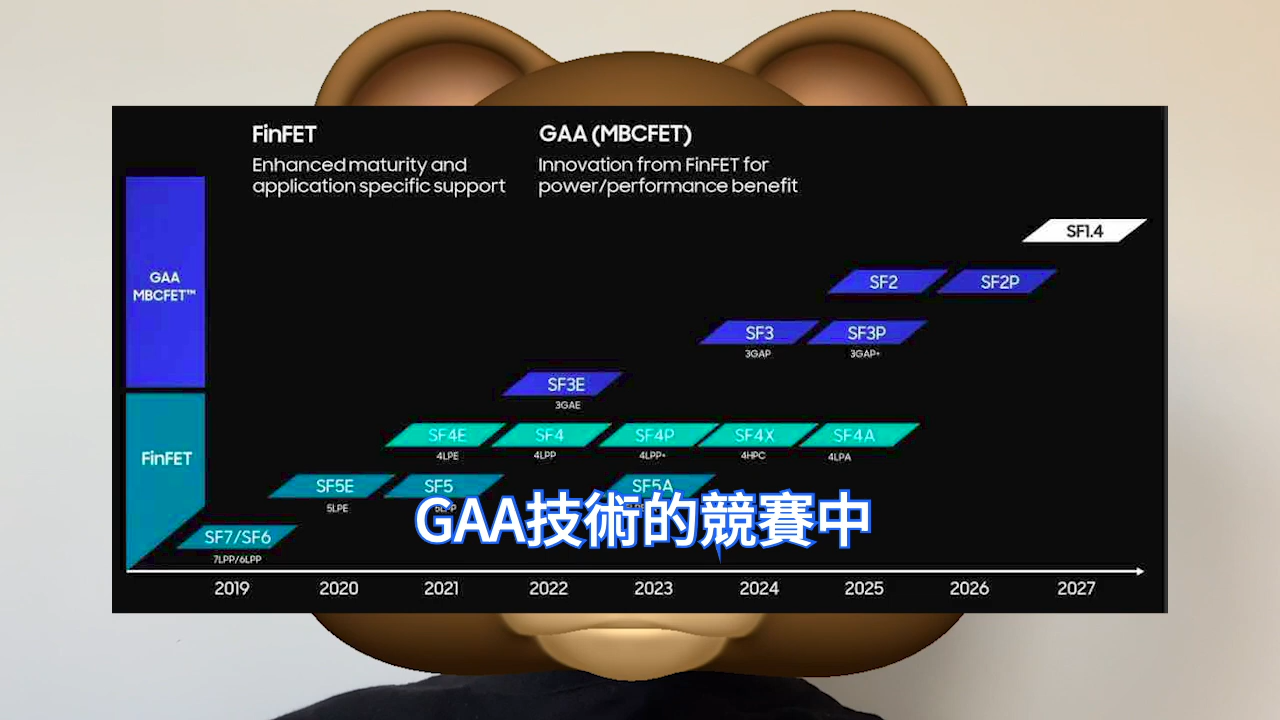 FinFET
Enhanced maturity and
application specific support
GAA (MBCFET)
Innovation from FinFET for
power/performance benefit
GAA
MBCFET™
FinFET
SF1.4
SF2
SF2P
SF3
3GAP
SF3P
3GAP+
SF3E
3GAE
SF4E
4LPE
SF4
4LPP
SF4P
4LPP+
SF4X
4HPC
SF4A
4LPA
SF5E
5LPE
SF5
SF5A
SF7/SF6
7LPP/6LPP
GAA技術的競賽中
2019
2020
2021
2022
2023
2024
2025
2026
2027